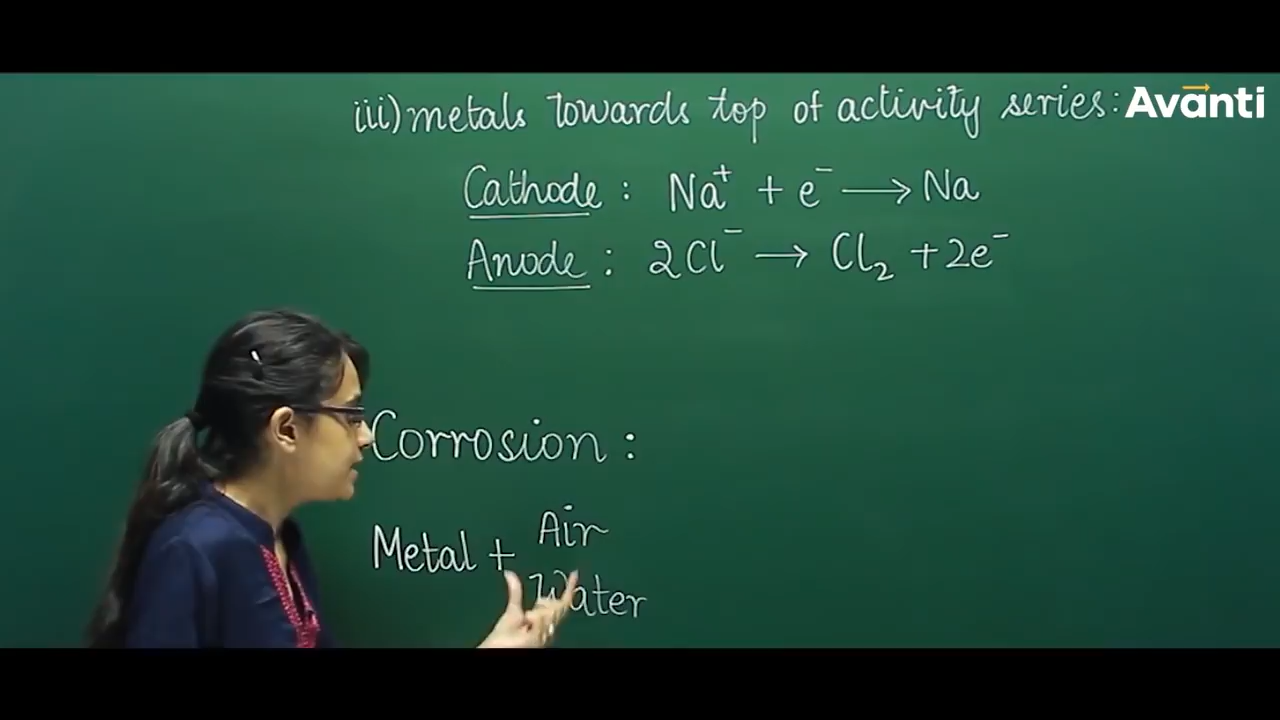 iii) metals towards top of activity series:
Avanti
Cathode : Na⁺ + e⁻ ⟶ Na
Anode : 2Cl⁻ → Cl₂ + 2e⁻
Corrosion :
Metal + Air
Water